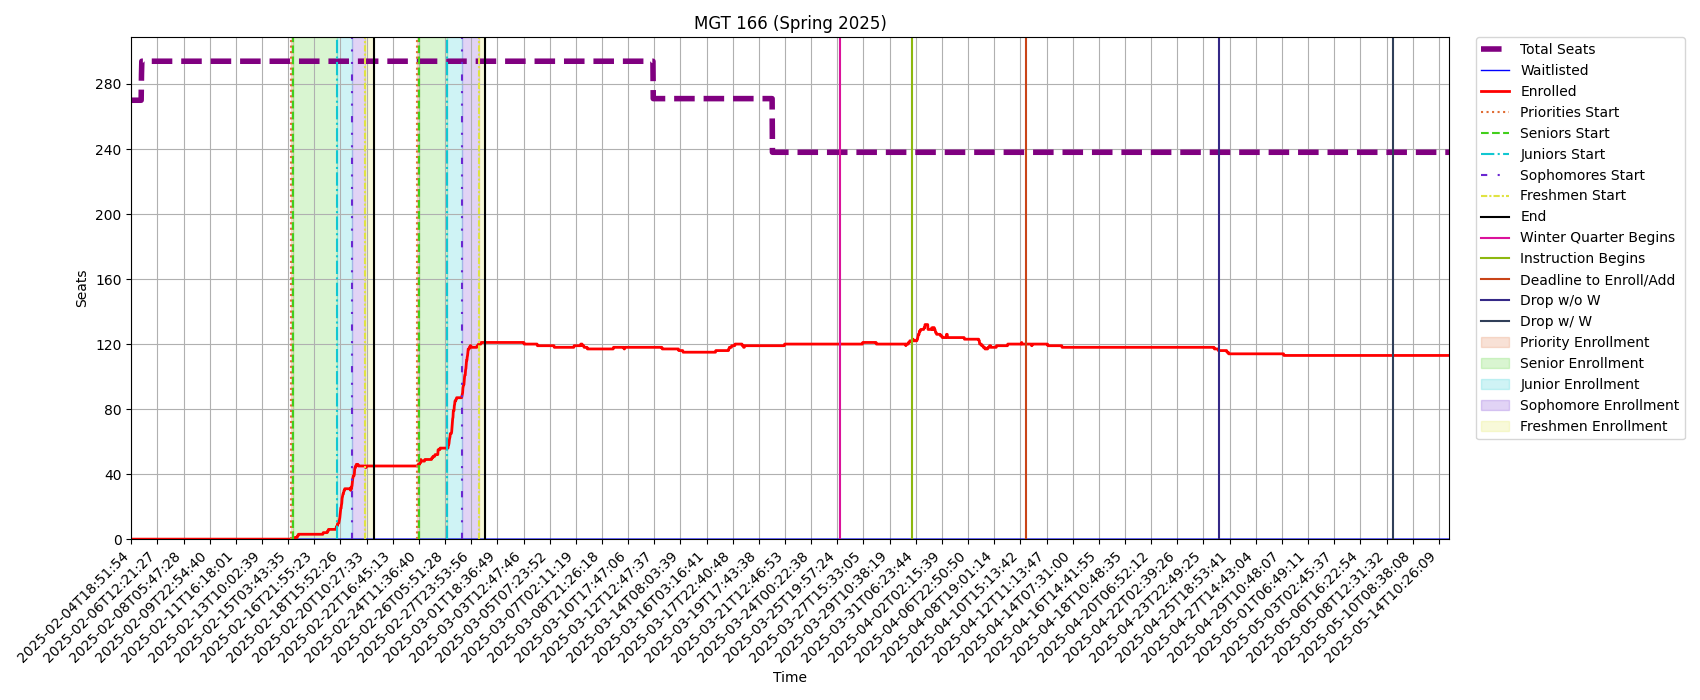 MGT 166 (Spring 2025)
Seats
280
240
200
160
120
80
40
0
2025-02-04T18:51:54
2025-02-06T12:21:27
2025-02-08T05:47:28
2025-02-09T22:54:40
2025-02-11T16:18:01
2025-02-13T10:02:39
2025-02-15T03:43:35
2025-02-16T21:55:23
2025-02-18T15:52:26
2025-02-20T10:27:33
2025-02-22T16:45:13
2025-02-24T11:36:40
2025-02-26T05:51:28
2025-02-27T23:53:56
2025-03-01T18:36:49
2025-03-03T12:47:46
2025-03-05T07:23:52
2025-03-07T02:11:19
2025-03-08T21:26:18
2025-03-10T17:47:06
2025-03-12T12:47:37
2025-03-14T08:03:39
2025-03-16T03:16:41
2025-03-17T22:40:48
2025-03-19T17:43:38
2025-03-21T12:46:53
2025-03-24T00:22:38
2025-03-25T19:57:24
2025-03-27T15:33:05
2025-03-29T10:38:19
2025-03-31T06:23:44
2025-04-02T02:15:39
2025-04-06T22:50:50
2025-04-08T19:01:14
2025-04-10T15:13:42
2025-04-12T11:13:47
2025-04-14T07:31:00
2025-04-16T14:41:55
2025-04-18T10:48:35
2025-04-20T06:52:12
2025-04-22T02:39:26
2025-04-23T22:49:25
2025-04-25T18:53:41
2025-04-27T14:43:04
2025-04-29T10:48:07
2025-05-01T06:49:11
2025-05-03T02:45:37
2025-05-06T16:22:54
2025-05-08T12:31:32
2025-05-10T08:38:08
2025-05-14T10:26:09
Time
Total Seats
Waitlisted
Enrolled
Priorities Start
Seniors Start
Juniors Start
Sophomores Start
Freshmen Start
End
Winter Quarter Begins
Instruction Begins
Deadline to Enroll/Add
Drop w/o W
Drop w/ W
Priority Enrollment
Senior Enrollment
Junior Enrollment
Sophomore Enrollment
Freshmen Enrollment